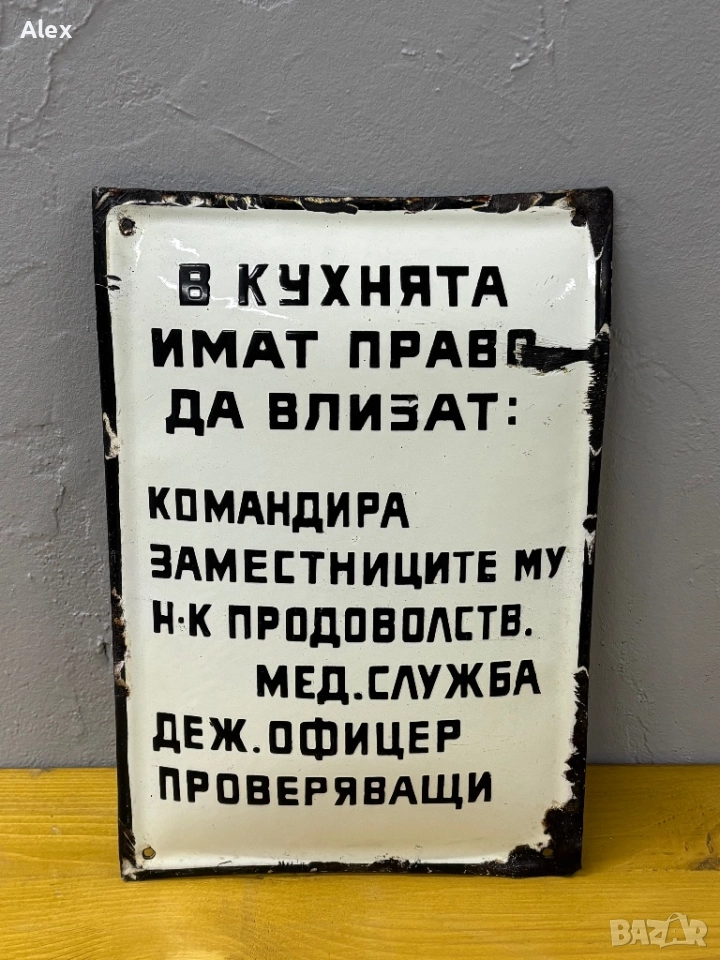 Alex
В КУХНЯТА
ИМАТ ПРАВО
ДА ВЛИЗАТ:
КОМАНДИРА
ЗАМЕСТНИЦИТЕ МУ
Н-К ПРОДОВОЛСТВ.
МЕД.СЛУЖБА
ДЕЖ.ОФИЦЕР
ПРОВЕРЯВАЩИ
BAZAR